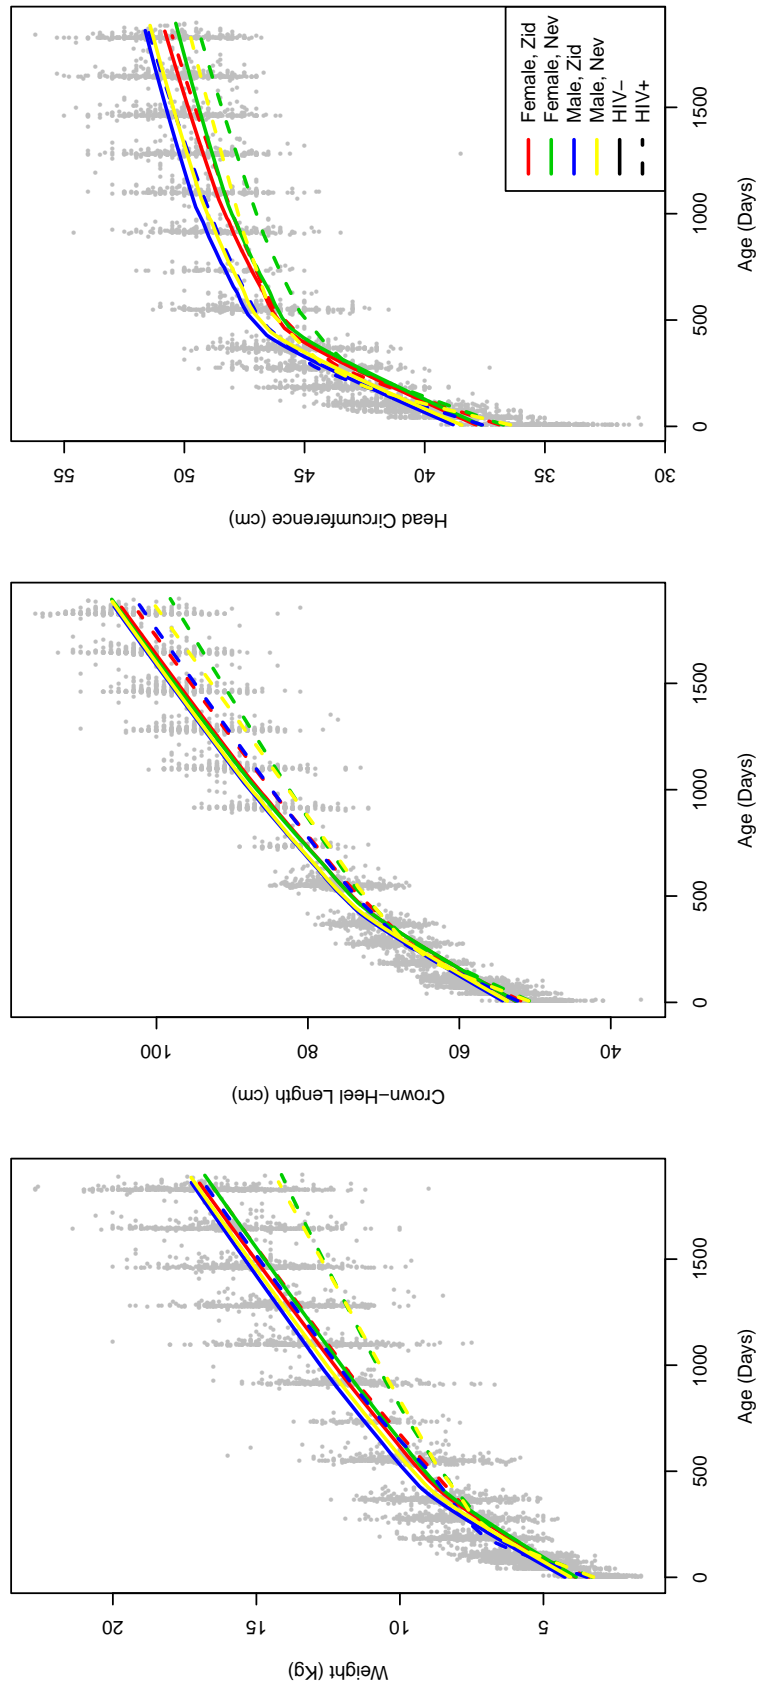 Weight (Kg)
5
10
15
20
0
500
1000
1500
Age (Days)
Crown−Heel Length (cm)
40
60
80
100
0
500
1000
1500
Age (Days)
Head Circumference (cm)
30
35
40
45
50
55
0
500
1000
1500
Age (Days)
Female, Zid
Female, Nev
Male, Zid
Male, Nev
HIV−
HIV+